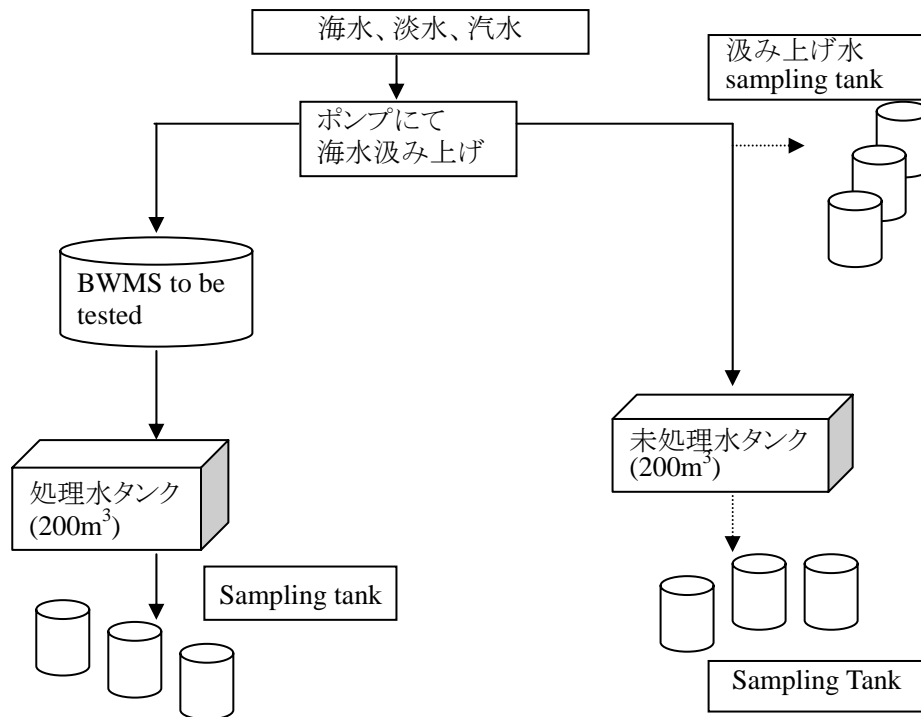 海水、淡水、汽水
汲み上げ水
sampling tank
ポンプにて
海水汲み上げ
BWMS to be
tested
未処理水タンク
(200m³)
処理水タンク
(200m³)
Sampling tank
Sampling Tank